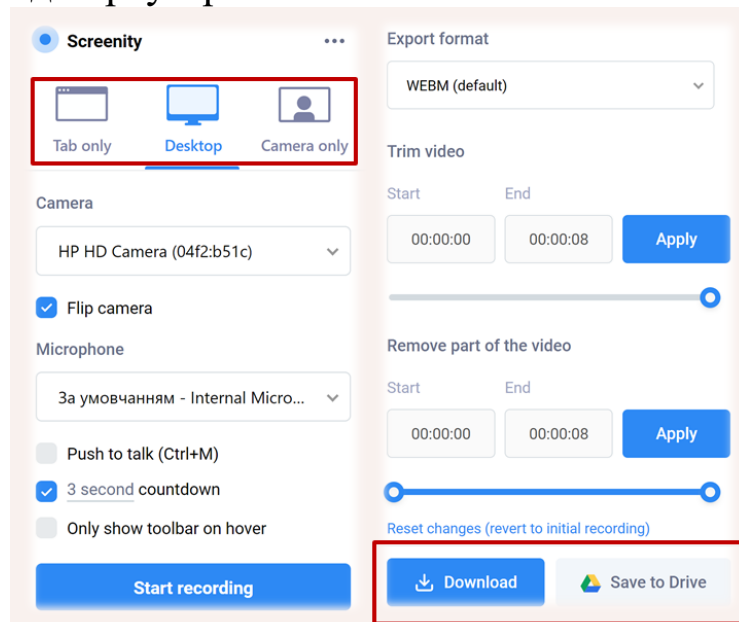 Screenity
Tab only
Desktop
Camera only
Camera
HP HD Camera (04f2:b51c)
Flip camera
Microphone
За умовчанням - Internal Micro...
Push to talk (Ctrl+M)
3 second countdown
Only show toolbar on hover
Start recording
Export format
WEBM (default)
Trim video
Start End
00:00:00 00:00:08 Apply
Remove part of the video
Start End
00:00:00 00:00:08 Apply
Reset changes (revert to initial recording)
Download Save to Drive